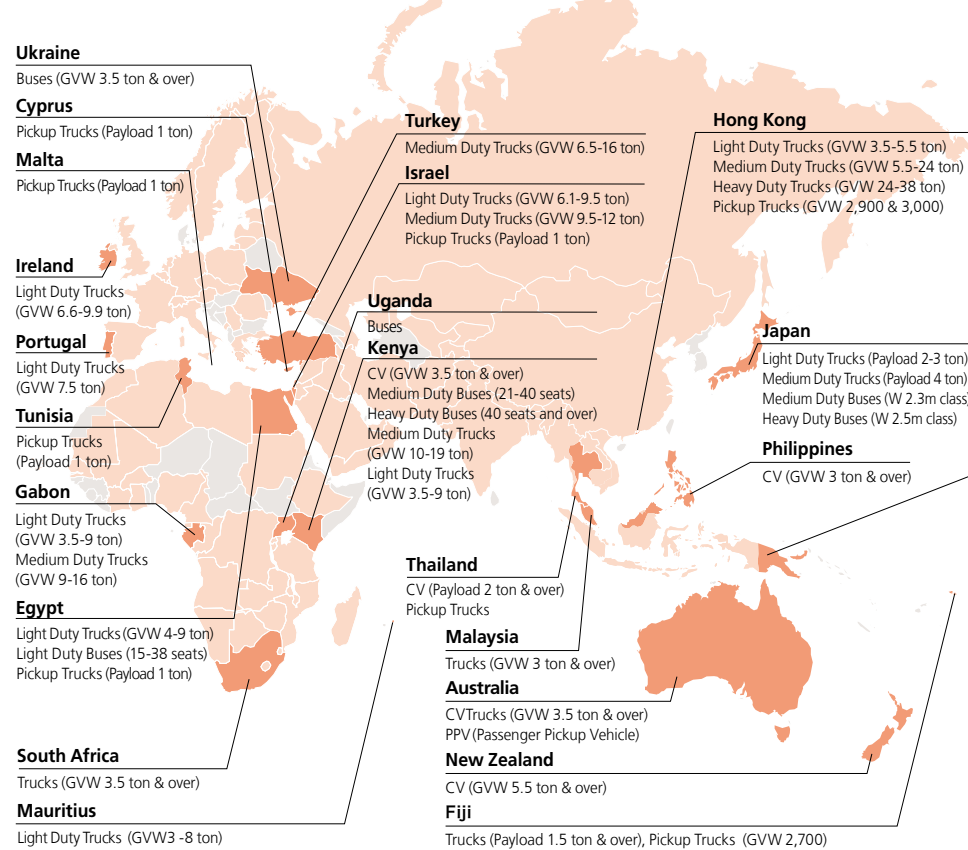 Ukraine
Buses (GVW 3.5 ton & over)
Cyprus
Pickup Trucks (Payload 1 ton)
Malta
Pickup Trucks (Payload 1 ton)
Ireland
Light Duty Trucks
(GVW 6.6-9.9 ton)
Portugal
Light Duty Trucks
(GVW 7.5 ton)
Tunisia
Pickup Trucks
(Payload 1 ton)
Gabon
Light Duty Trucks
(GVW 3.5-9 ton)
Medium Duty Trucks
(GVW 9-16 ton)
Egypt
Light Duty Trucks (GVW 4-9 ton)
Light Duty Buses (15-38 seats)
Pickup Trucks (Payload 1 ton)
South Africa
Trucks (GVW 3.5 ton & over)
Mauritius
Light Duty Trucks (GVW3 -8 ton)
Turkey
Medium Duty Trucks (GVW 6.5-16 ton)
Israel
Light Duty Trucks (GVW 6.1-9.5 ton)
Medium Duty Trucks (GVW 9.5-12 ton)
Pickup Trucks (Payload 1 ton)
Uganda
Buses
Kenya
CV (GVW 3.5 ton & over)
Medium Duty Buses (21-40 seats)
Heavy Duty Buses (40 seats and over)
Medium Duty Trucks
(GVW 10-19 ton)
Light Duty Trucks
(GVW 3.5-9 ton)
Thailand
CV (Payload 2 ton & over)
Pickup Trucks
Malaysia
Trucks (GVW 3 ton & over)
Australia
CVTrucks (GVW 3.5 ton & over)
PPV (Passenger Pickup Vehicle)
New Zealand
CV (GVW 5.5 ton & over)
Fiji
Trucks (Payload 1.5 ton & over), Pickup Trucks (GVW 2,700)
Hong Kong
Light Duty Trucks (GVW 3.5-5.5 ton)
Medium Duty Trucks (GVW 5.5-24 ton)
Heavy Duty Trucks (GVW 24-38 ton)
Pickup Trucks (GVW 2,900 & 3,000)
Japan
Light Duty Trucks (Payload 2-3 ton)
Medium Duty Trucks (Payload 4 ton)
Medium Duty Buses (W 2.3m class)
Heavy Duty Buses (W 2.5m class)
Philippines
CV (GVW 3 ton & over)